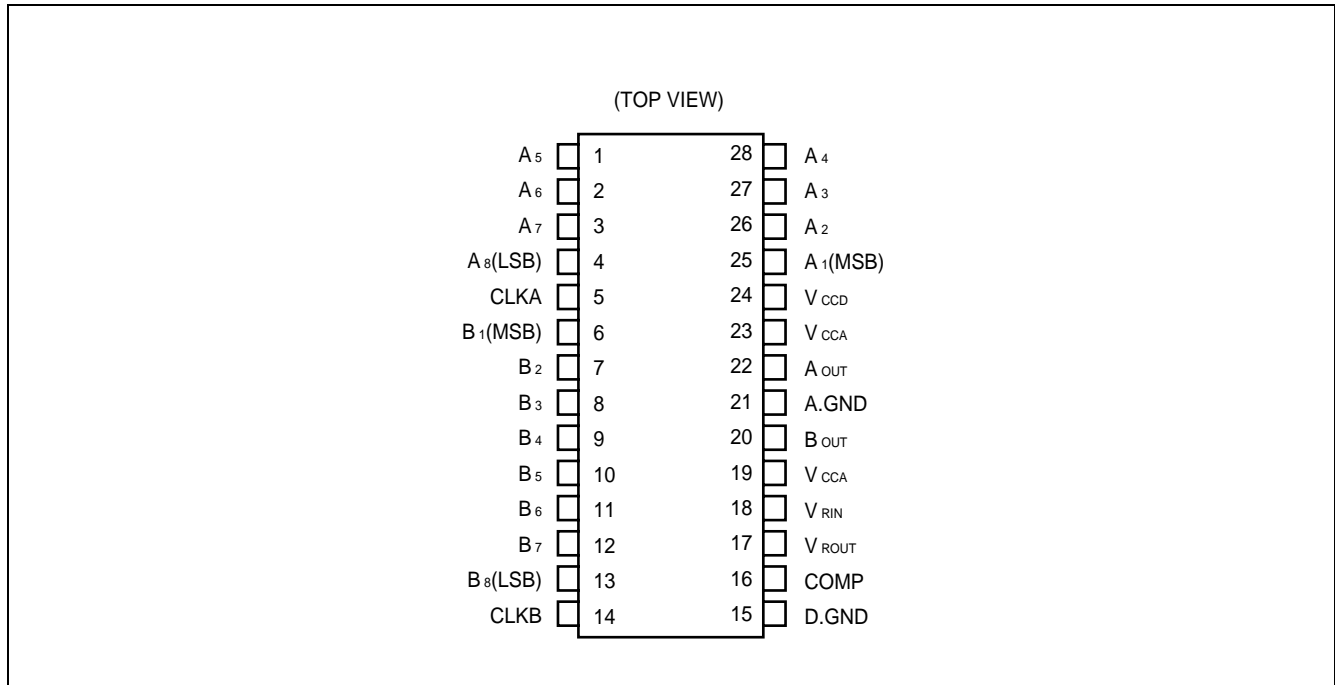 (TOP VIEW)
A5 1 28 A4
A6 2 27 A3
A7 3 26 A2
A8(LSB) 4 25 A1(MSB)
CLKA 5 24 VCCD
B1(MSB) 6 23 VCCA
B2 7 22 AOUT
B3 8 21 A.GND
B4 9 20 BOUT
B5 10 19 VCCA
B6 11 18 VRIN
B7 12 17 VROUT
B8(LSB) 13 16 COMP
CLKB 14 15 D.GND